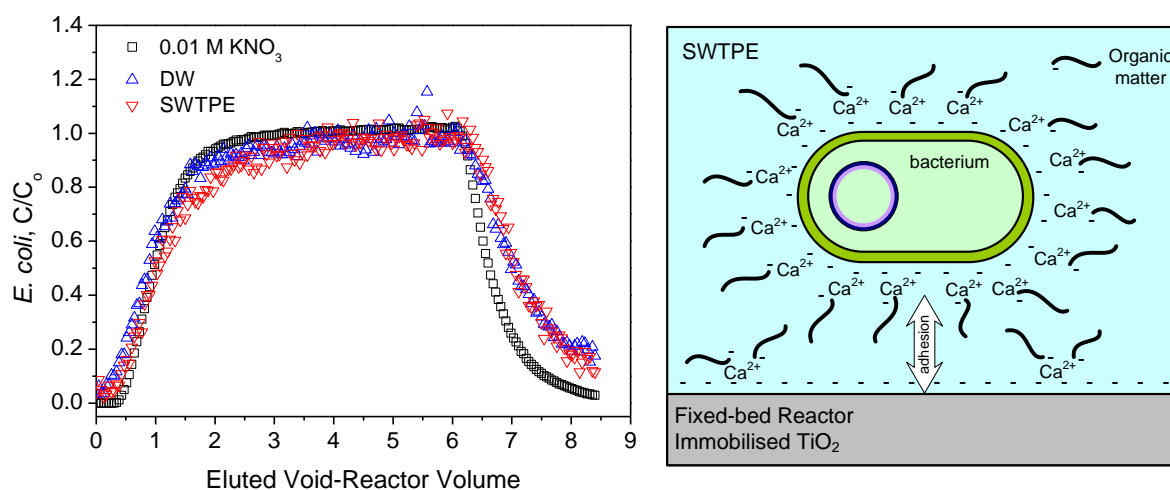 1.4
1.2
1.0
0.8
0.6
0.4
0.2
0.0
E. coli, C/C₀
0.01 M KNO₃
DW
SWTPE
0 1 2 3 4 5 6 7 8 9
Eluted Void-Reactor Volume
SWTPE
Organic
matter
Ca²⁺ Ca²⁺ Ca²⁺
Ca²⁺ Ca²⁺
Ca²⁺ Ca²⁺
bacterium
Ca²⁺ Ca²⁺
Ca²⁺ Ca²⁺
Ca²⁺ Ca²⁺
Ca²⁺ Ca²⁺ Ca²⁺ Ca²⁺
adhesion
Ca²⁺ Ca²⁺
Fixed-bed Reactor
Immobilised TiO₂